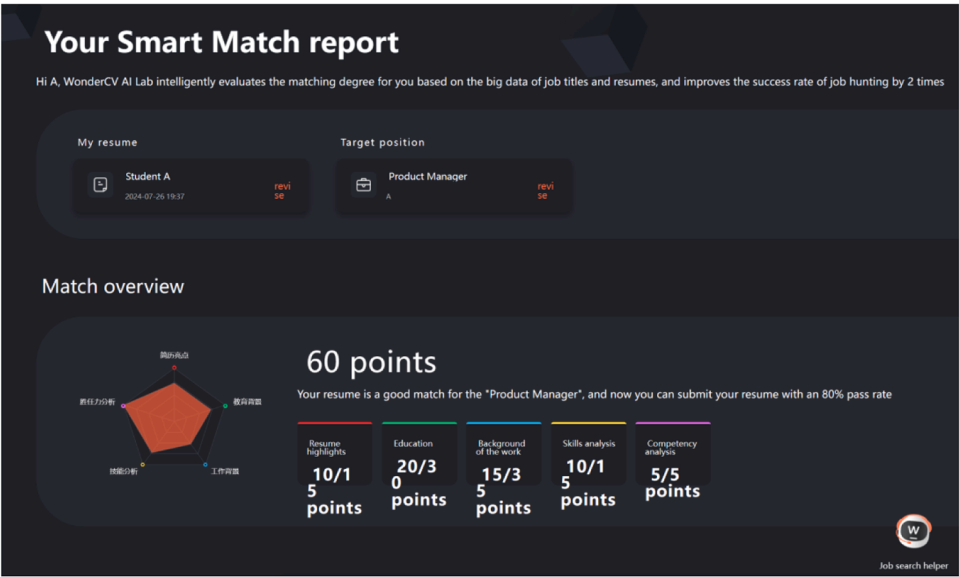 Your Smart Match report
Hi A, WonderCV AI Lab intelligently evaluates the matching degree for you based on the big data of job titles and resumes, and improves the success rate of job hunting by 2 times
My resume
Target position
Student A
2024-07-26 19:37
revi
se
Product Manager
A
revi
se
Match overview
简历亮点
胜任力分析
教育背景
技能分析
工作背景
60 points
Your resume is a good match for the "Product Manager", and now you can submit your resume with an 80% pass rate
Resume
highlights
10/1
5
points
Education
20/3
0
points
Background
of the work
15/3
5
points
Skills analysis
10/1
5
points
Competency
analysis
5/5
points
W
Job search helper